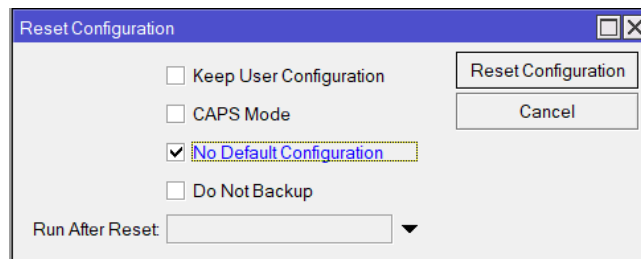 Reset Configuration
Keep User Configuration
Reset Configuration
CAPS Mode
Cancel
No Default Configuration
Do Not Backup
Run After Reset: